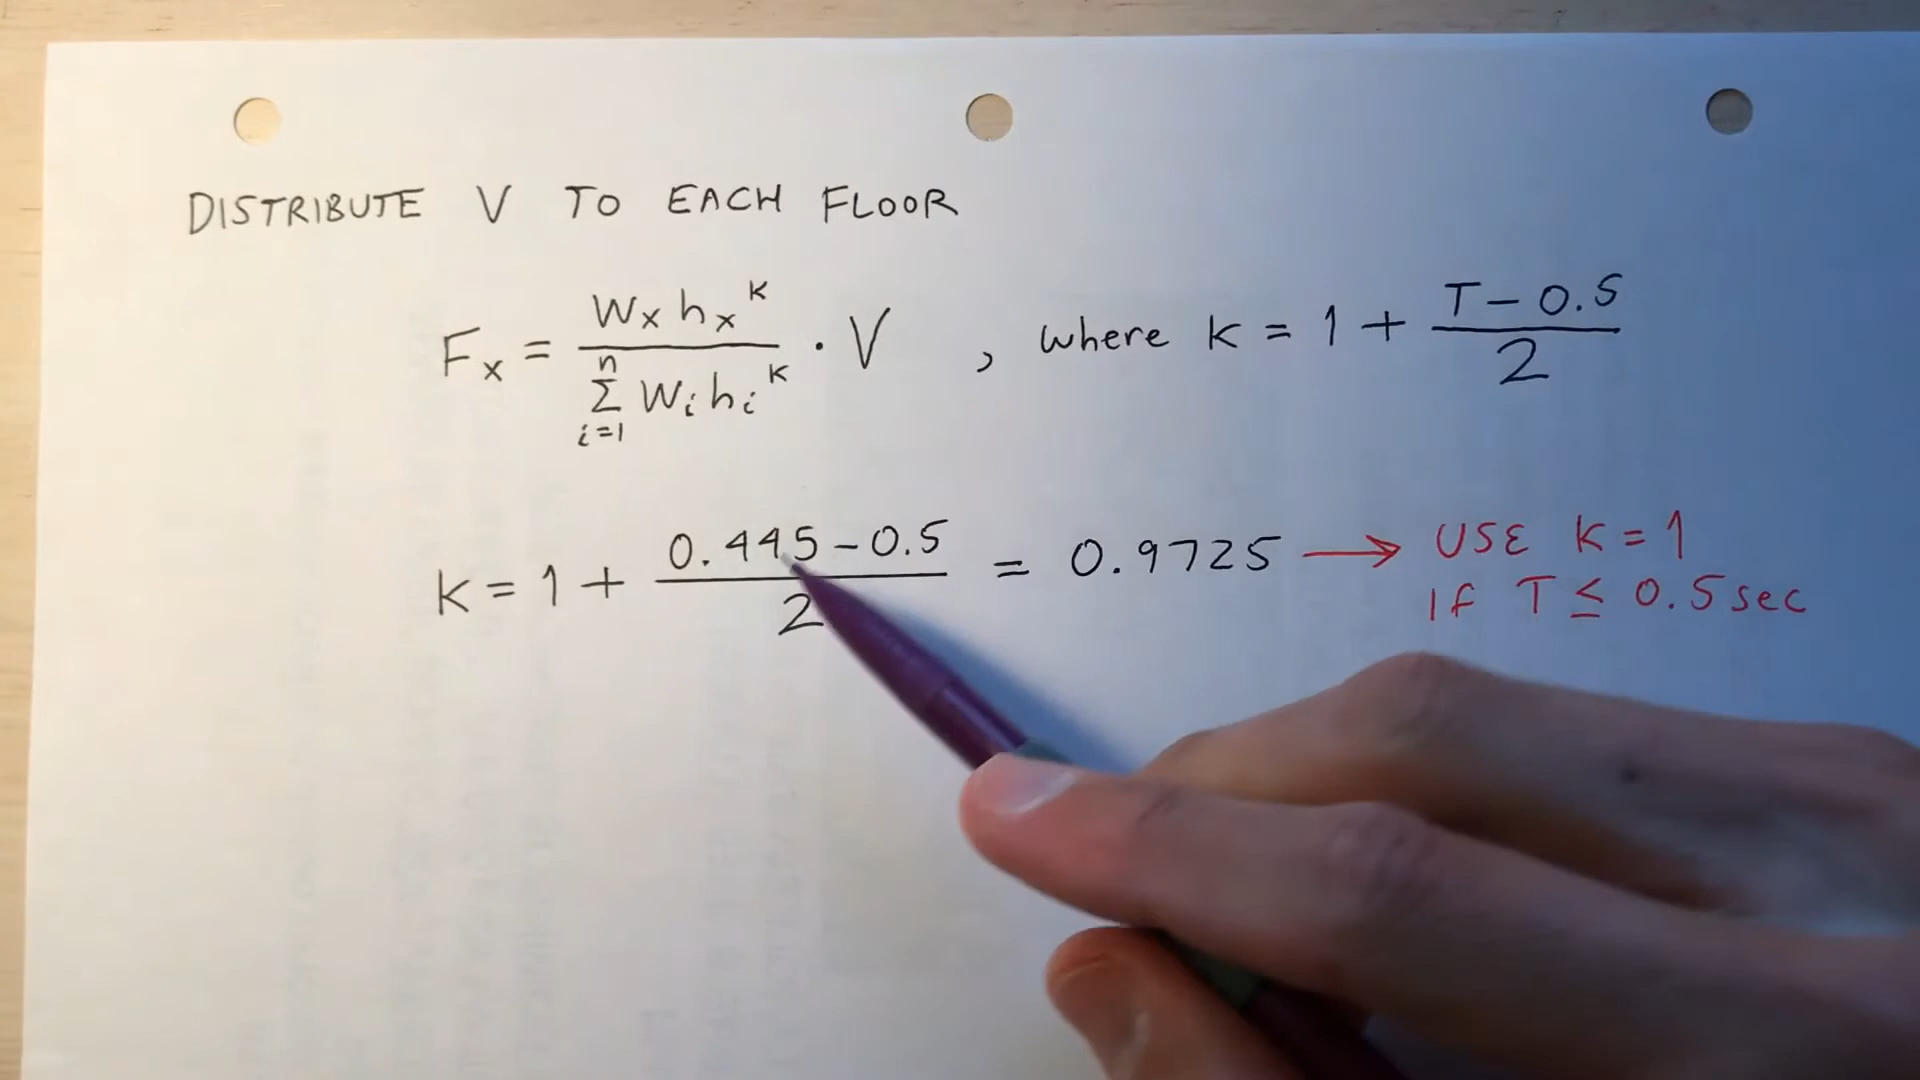 DISTRIBUTE V TO EACH FLOOR
Fx = Wx hx^k / Σ_{i=1}^{n} Wi hi^k · V , where k = 1 + (T - 0.5) / 2
k = 1 + (0.445 - 0.5) / 2 = 0.9725 → USE k = 1
IF T ≤ 0.5 sec